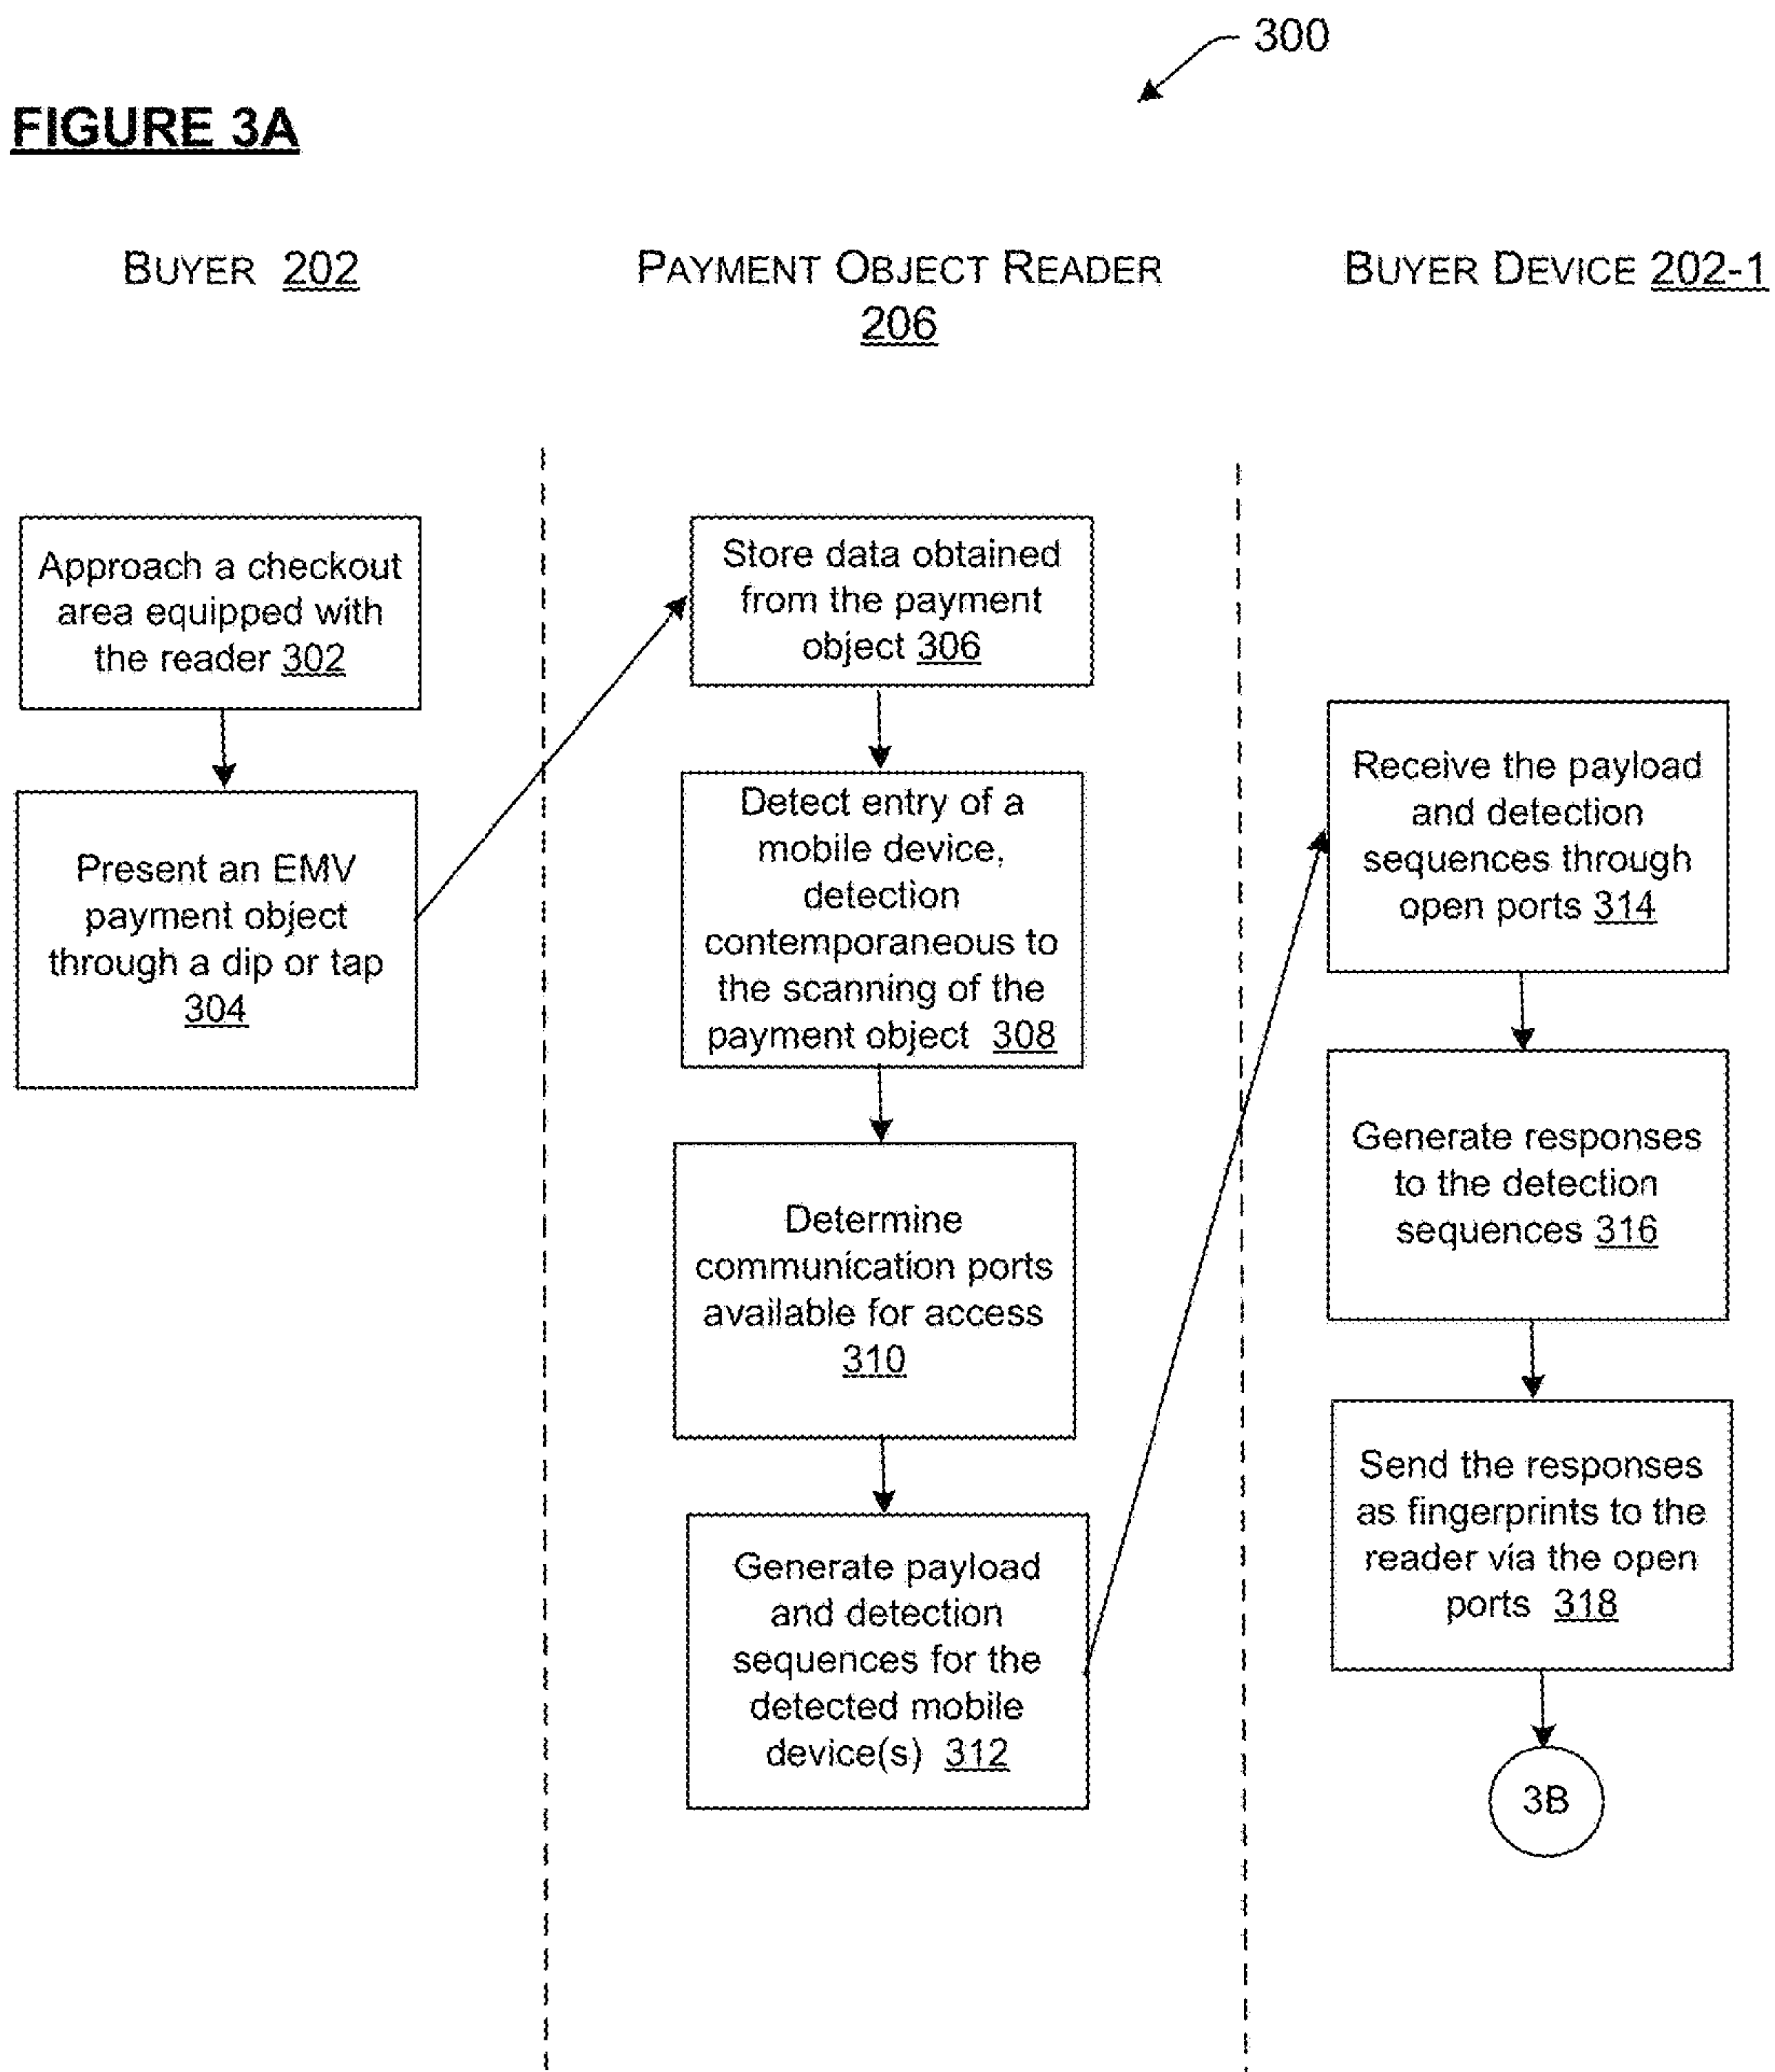 300
FIGURE 3A
BUYER 202
PAYMENT OBJECT READER
206
BUYER DEVICE 202-1
Approach a checkout
area equipped with
the reader 302
Present an EMV
payment object
through a dip or tap
304
Store data obtained
from the payment
object 306
Detect entry of a
mobile device,
detection
contemporaneous to
the scanning of the
payment object 308
Determine
communication ports
available for access
310
Generate payload
and detection
sequences for the
detected mobile
device(s) 312
Receive the payload
and detection
sequences through
open ports 314
Generate responses
to the detection
sequences 316
Send the responses
as fingerprints to the
reader via the open
ports 318
3B